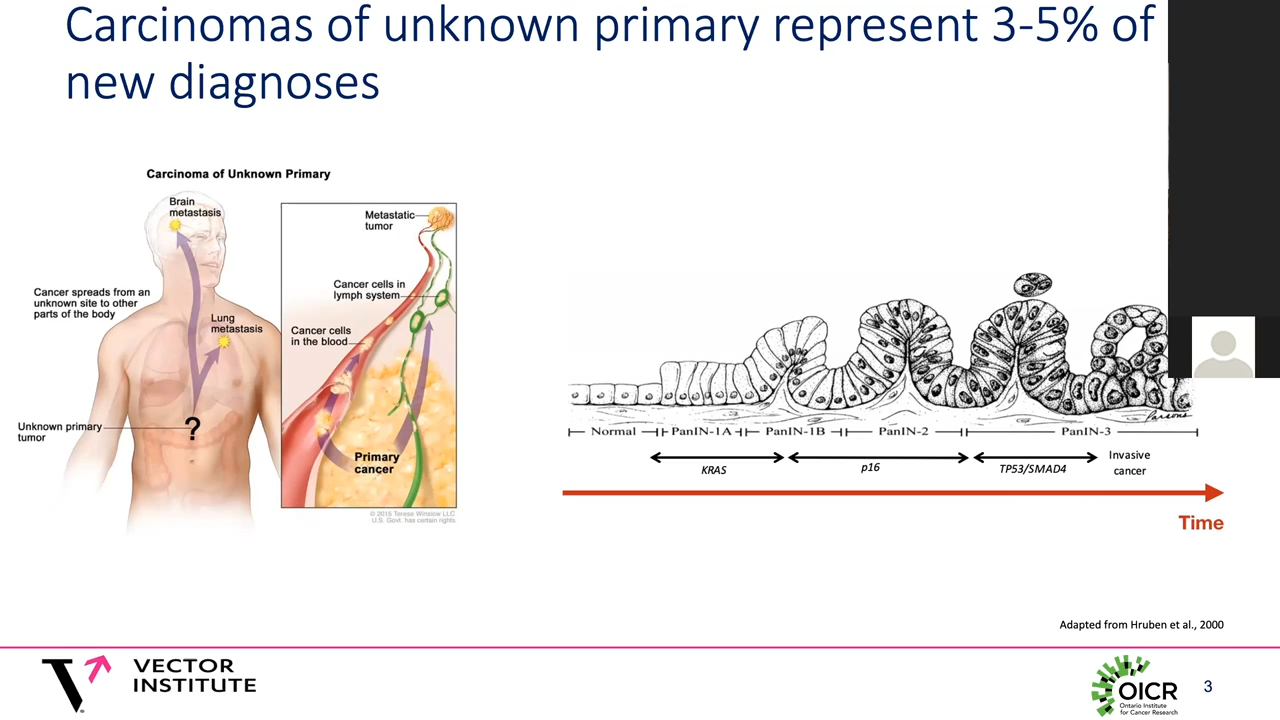 Carcinomas of unknown primary represent 3-5% of
new diagnoses
Carcinoma of Unknown Primary
Brain
metastasis
Cancer spreads from an
unknown site to other
parts of the body
Lung
metastasis
Unknown primary
tumor
?
Metastatic
tumor
Cancer cells in
lymph system
Cancer cells
in the blood
Primary
cancer
© 2015 Terese Winslow LLC
U.S. Govt. has certain rights
Normal PanIN-1A PanIN-1B PanIN-2 PanIN-3
KRAS p16 TP53/SMAD4
Invasive
cancer
Time
Adapted from Hruben et al., 2000
VECTOR
INSTITUTE
OICR
Ontario Institute
for Cancer Research
3